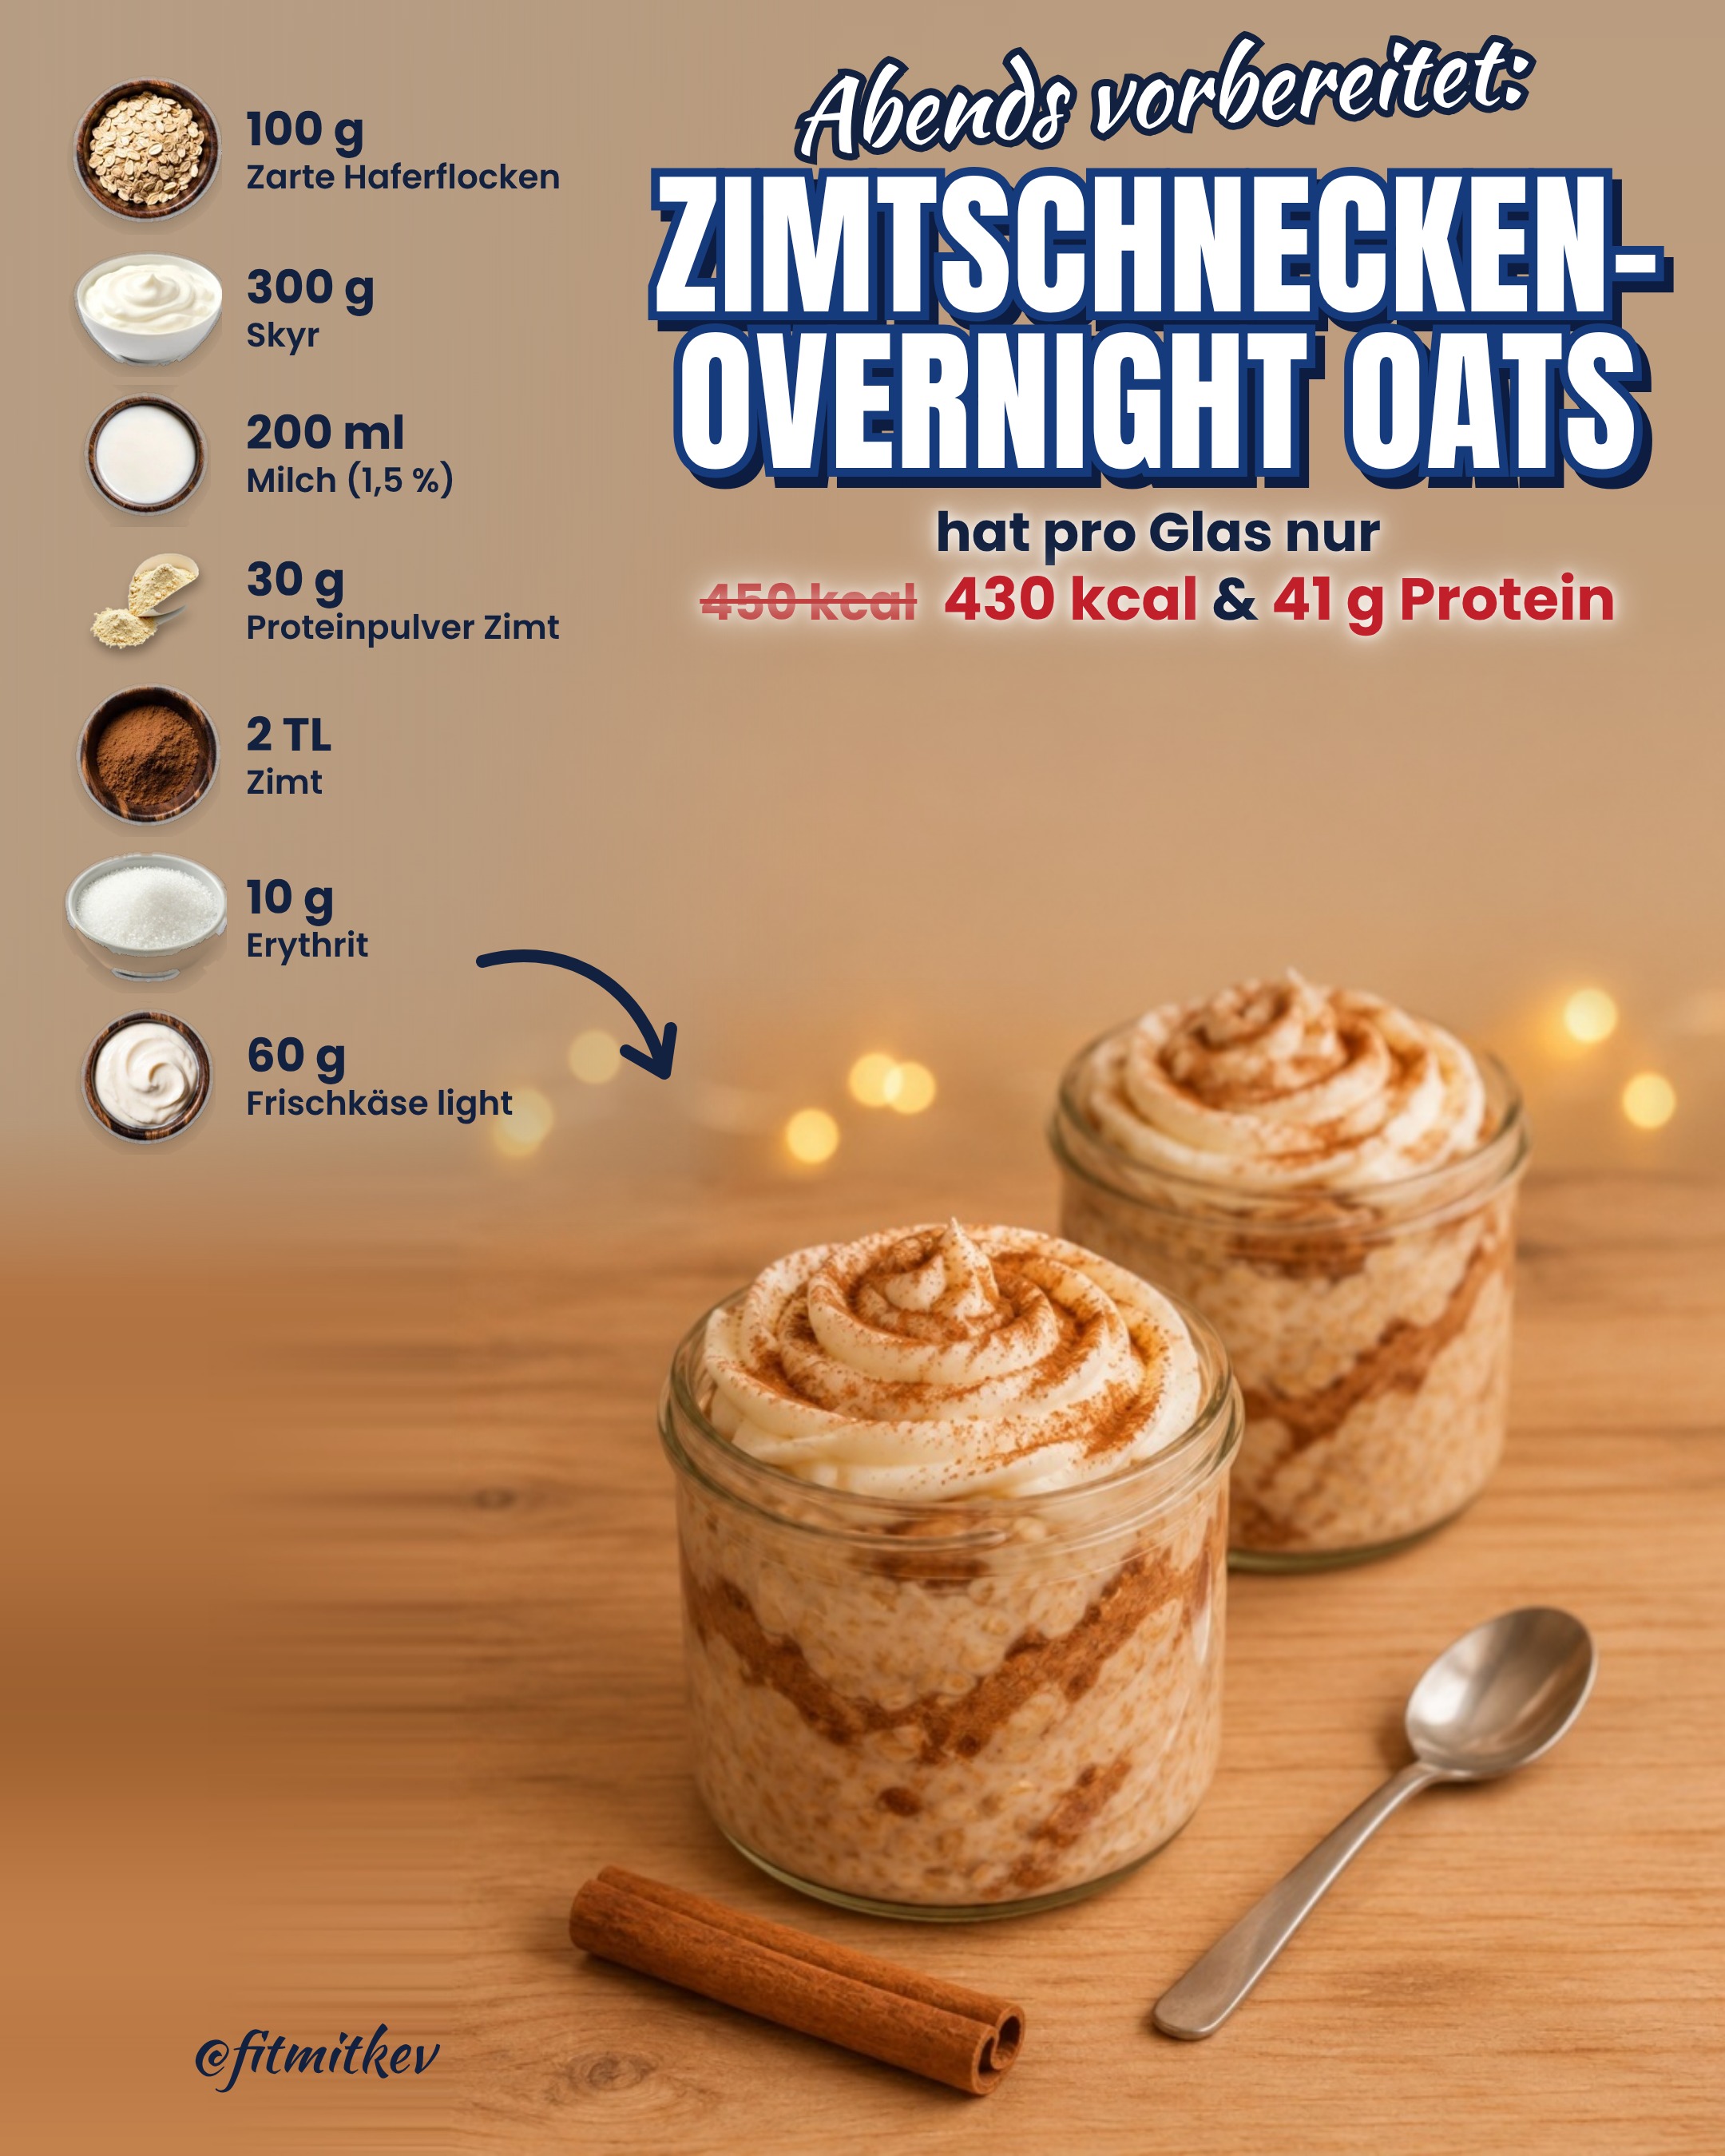 Abends vorbereitet:
ZIMTSCHNECKEN-
OVERNIGHT OATS
hat pro Glas nur
450 kcal 430 kcal & 41 g Protein
100 g
Zarte Haferflocken
300 g
Skyr
200 ml
Milch (1,5 %)
30 g
Proteinpulver Zimt
2 TL
Zimt
10 g
Erythrit
60 g
Frischkäse light
@fitmitkev